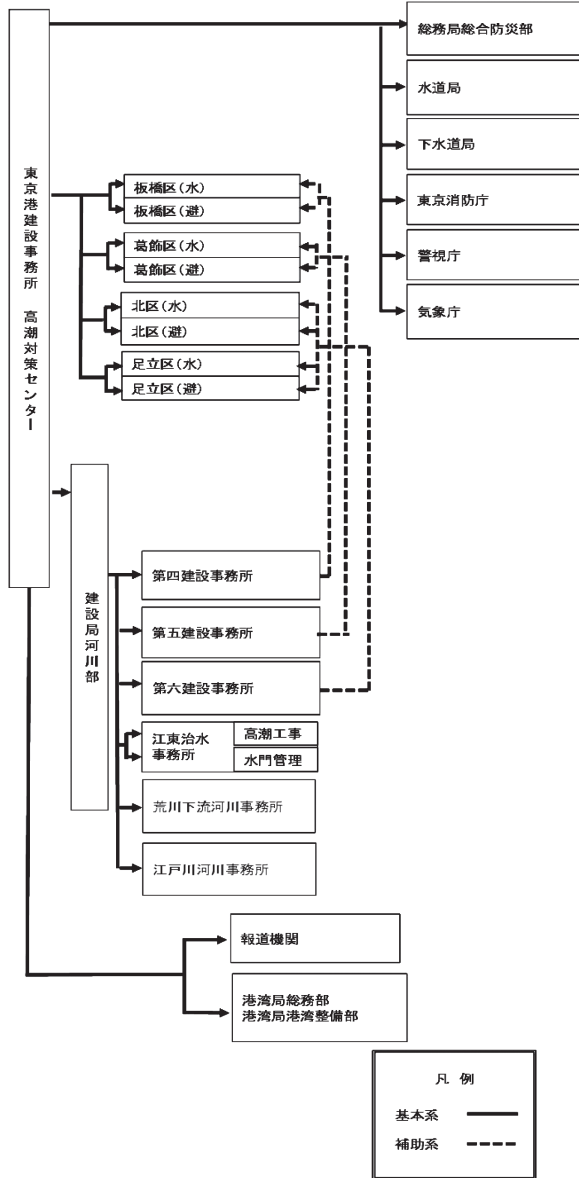 東京港建設事務所 高潮対策センター
総務局総合防災部
水道局
下水道局
東京消防庁
警視庁
気象庁
板橋区(水)
板橋区(避)
葛飾区(水)
葛飾区(避)
北区(水)
北区(避)
足立区(水)
足立区(避)
建設局河川部
第四建設事務所
第五建設事務所
第六建設事務所
江東治水
事務所
高潮工事
水門管理
荒川下流河川事務所
江戸川河川事務所
報道機関
港湾局総務部
港湾局港湾整備部
凡 例
基本系
補助系